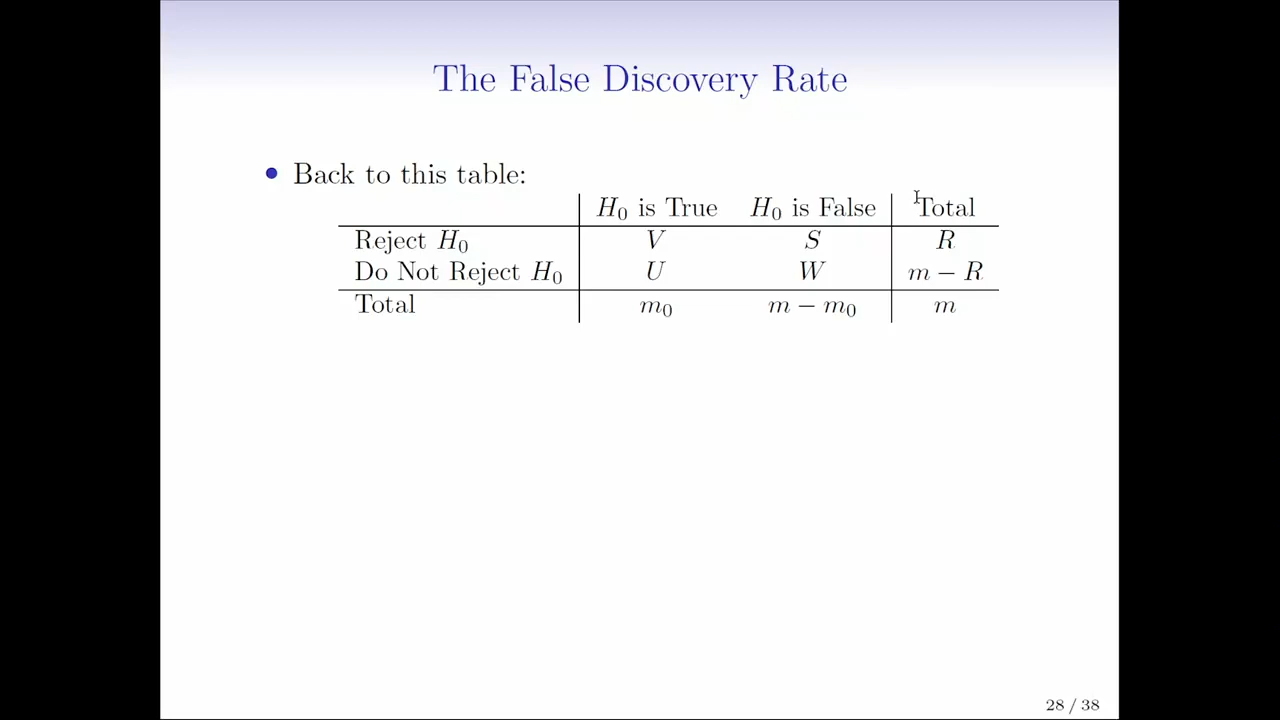 The False Discovery Rate
• Back to this table:
H₀ is True H₀ is False Total
Reject H₀ V S R
Do Not Reject H₀ U W m − R
Total m₀ m − m₀ m
28 / 38